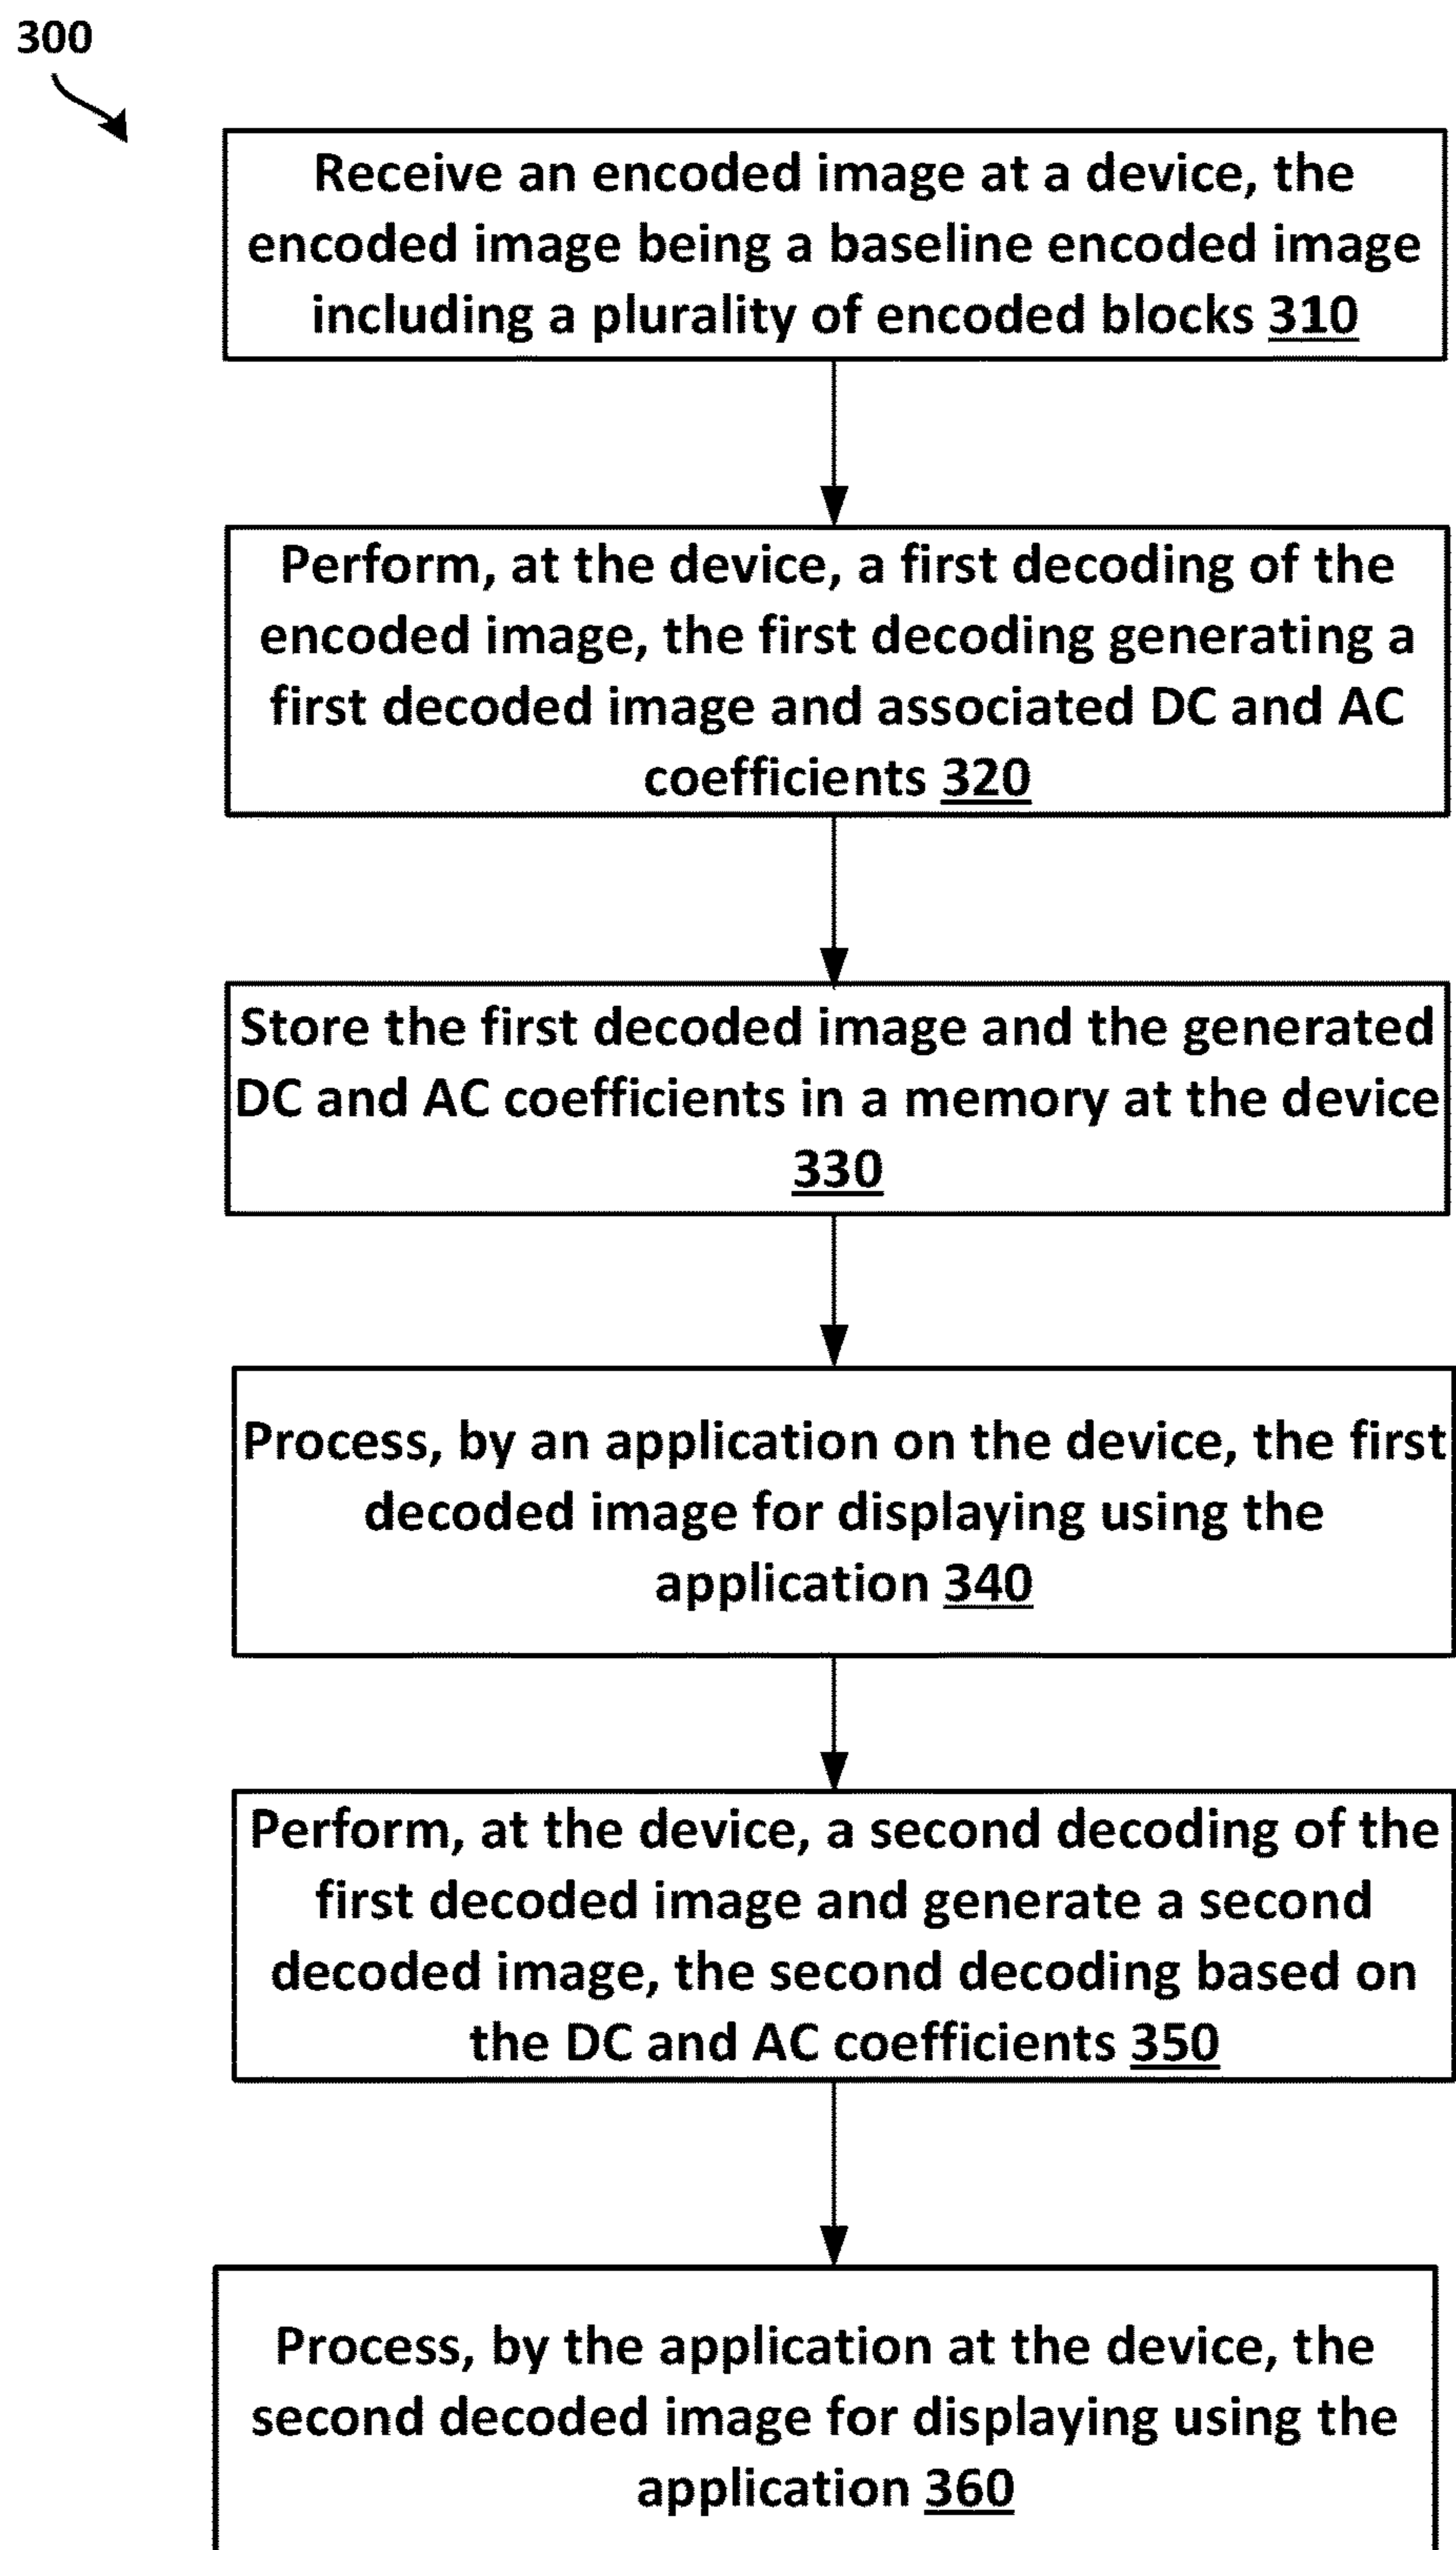 300
Receive an encoded image at a device, the
encoded image being a baseline encoded image
including a plurality of encoded blocks 310
Perform, at the device, a first decoding of the
encoded image, the first decoding generating a
first decoded image and associated DC and AC
coefficients 320
Store the first decoded image and the generated
DC and AC coefficients in a memory at the device
330
Process, by an application on the device, the first
decoded image for displaying using the
application 340
Perform, at the device, a second decoding of the
first decoded image and generate a second
decoded image, the second decoding based on
the DC and AC coefficients 350
Process, by the application at the device, the
second decoded image for displaying using the
application 360